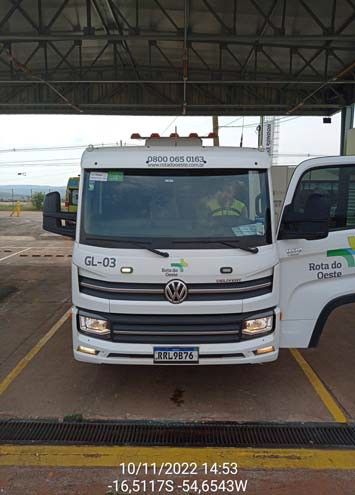 0800 065 0163
www.rotadooeste.com.br
GL-03
Rota do
Oeste
DELIVERY
Rota do
Oeste
RRL9B76
10/11/2022 14:53
-16,5117S -54,6543W